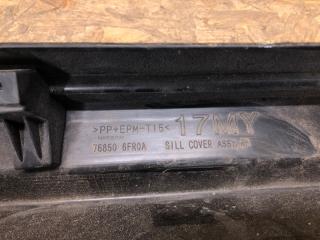 >PP+EPM-T15< 17MY
76850 6FR0A SILL COVER ASSY